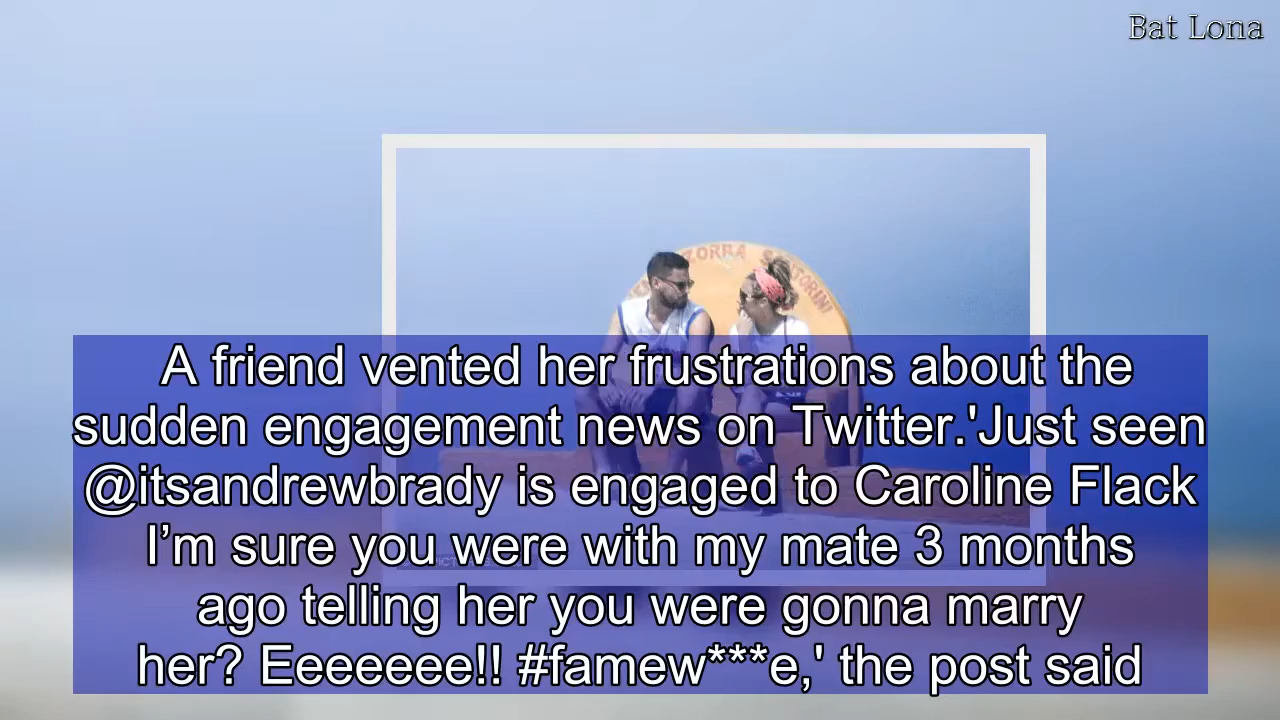 Bat Lona
ZORBA SANTORINI
A friend vented her frustrations about the
sudden engagement news on Twitter.'Just seen
@itsandrewbrady is engaged to Caroline Flack
I’m sure you were with my mate 3 months
ago telling her you were gonna marry
her? Eeeeeee!! #famew***e,' the post said